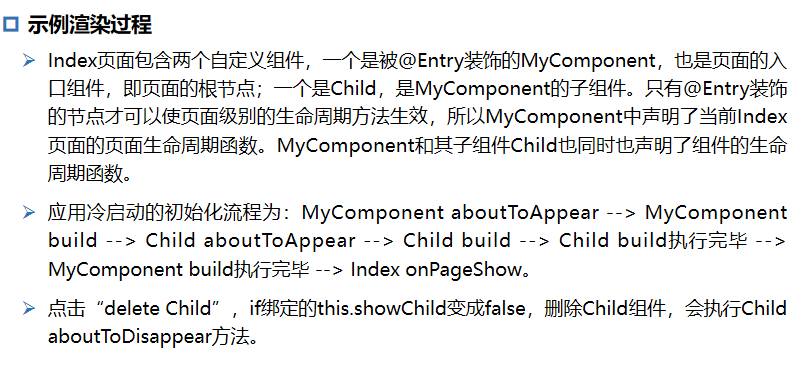 示例渲染过程
Index页面包含两个自定义组件，一个是被@Entry装饰的MyComponent，也是页面的入
口组件，即页面的根节点；一个是Child，是MyComponent的子组件。只有@Entry装饰
的节点才可以使页面级别的生命周期方法生效，所以MyComponent中声明了当前Index
页面的页面生命周期函数。MyComponent和其子组件Child也同时也声明了组件的生命
周期函数。
应用冷启动的初始化流程为：MyComponent aboutToAppear --> MyComponent
build --> Child aboutToAppear --> Child build --> Child build执行完毕 -->
MyComponent build执行完毕 --> Index onPageShow。
点击“delete Child”，if绑定的this.showChild变成false，删除Child组件，会执行Child
aboutToDisappear方法。